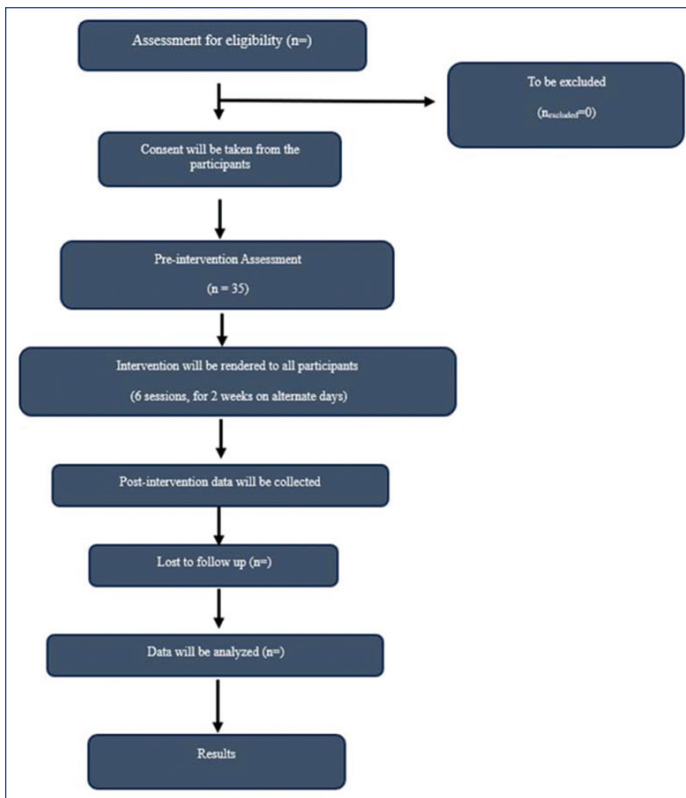 Assessment for eligibility (n=)
To be excluded
(nexcluded=0)
Consent will be taken from the
participants
Pre-intervention Assessment
(n = 35)
Intervention will be rendered to all participants
(6 sessions, for 2 weeks on alternate days)
Post-intervention data will be collected
Lost to follow up (n=)
Data will be analyzed (n=)
Results